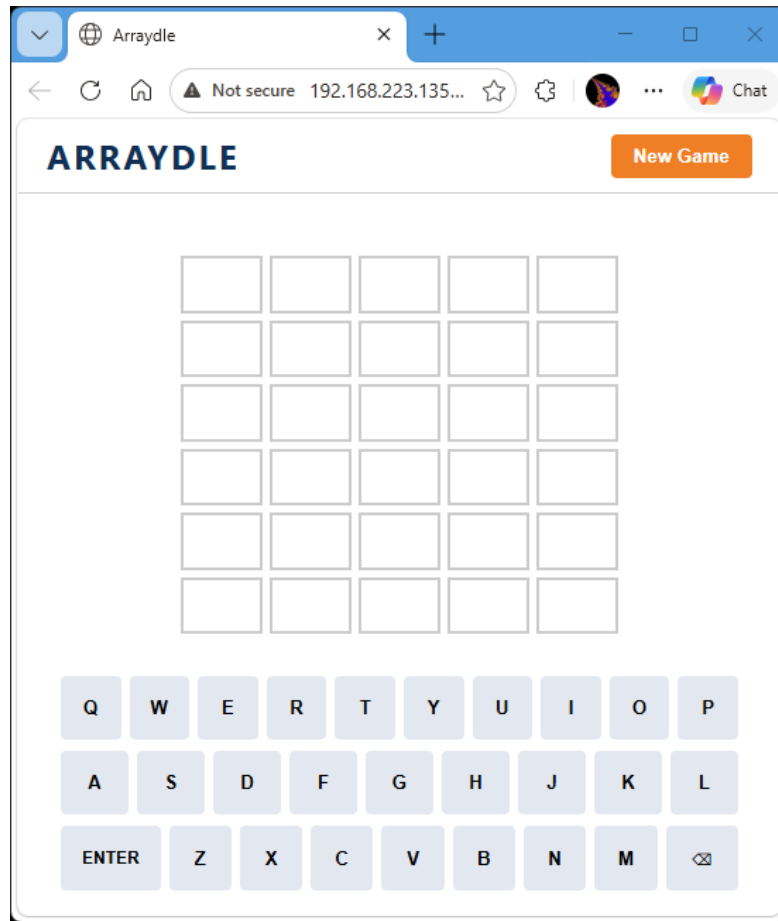 Arraydle
Not secure 192.168.223.135... Chat
ARRAYDLE New Game
Q W E R T Y U I O P
A S D F G H J K L
ENTER Z X C V B N M